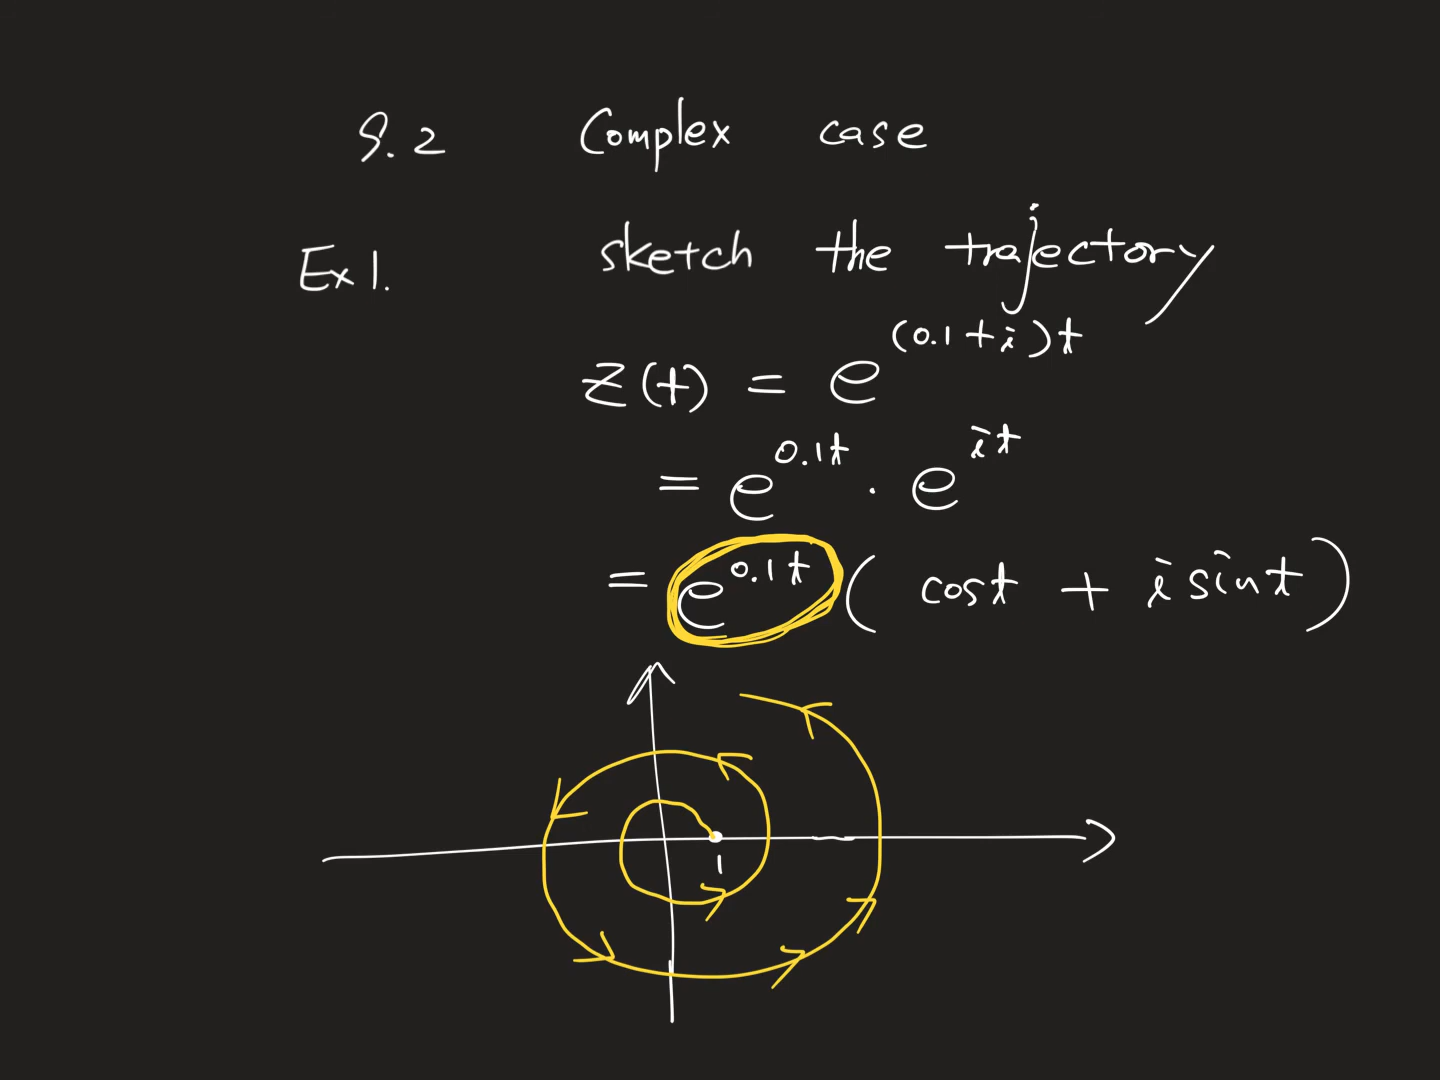 9.2 Complex case
Ex 1. sketch the trajectory
z(t) = e^{(0.1+i)t}
= e^{0.1t} · e^{it}
= e^{0.1t} ( cost + i sint )
1